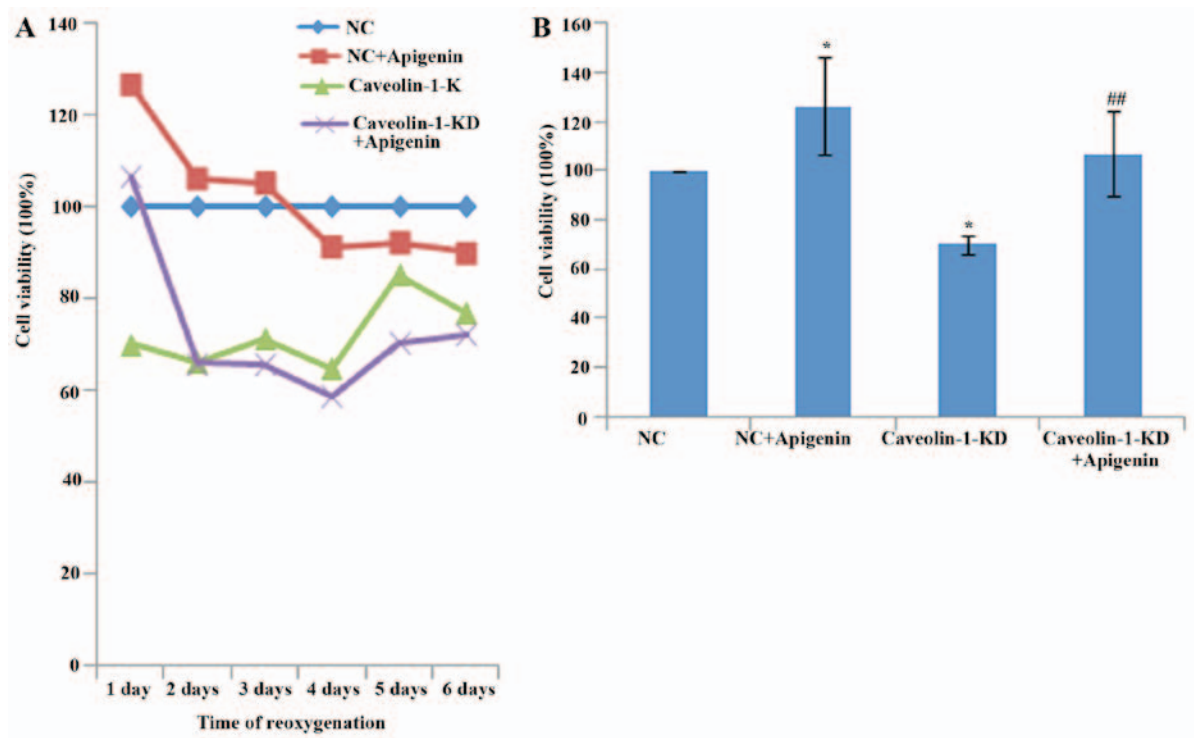 A
140
120
100
80
60
40
20
0
Cell viability (100%)
NC
NC+Apigenin
Caveolin-1-K
Caveolin-1-KD
+Apigenin
1 day 2 days 3 days 4 days 5 days 6 days
Time of reoxygenation
B
160
140
120
100
80
60
40
20
0
Cell viability (100%)
*
*
##
NC NC+Apigenin Caveolin-1-KD Caveolin-1-KD
+Apigenin